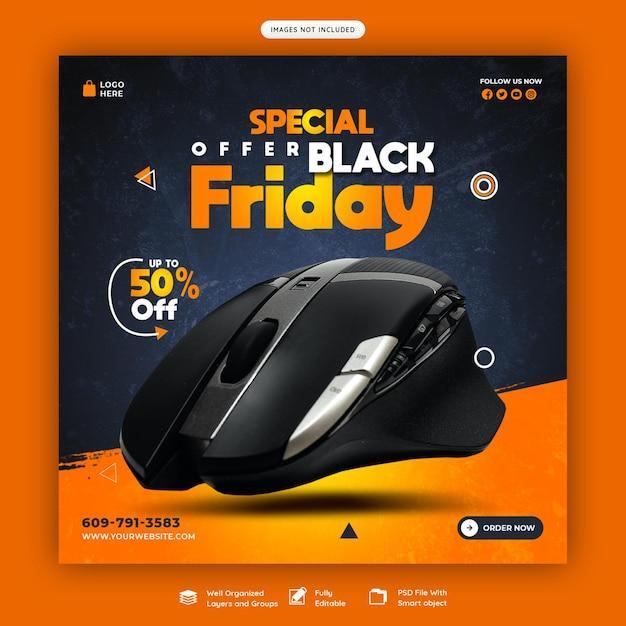 IMAGES NOT INCLUDED
LOGO
HERE
FOLLOW US NOW
SPECIAL
OFFER BLACK
Friday
UP TO
50%
Off
609-791-3583
WWW.YOURWEBSITE.COM
ORDER NOW
Well Organized
Layers and Groups
Fully
Editable
PSD File With
Smart object